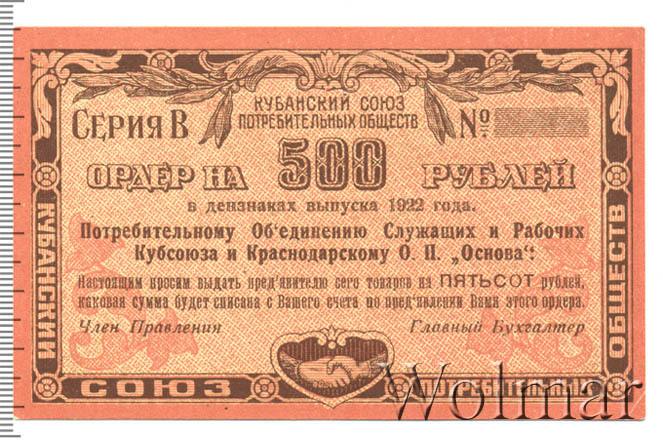 КУБАНСКИЙ СОЮЗ
ПОТРЕБИТЕЛЬНЫХ ОБЩЕСТВ
СЕРИЯ В
№
ОРДЕР НА 500 РУБЛЕЙ
в дензнаках выпуска 1922 года.
Потребительному Об'единению Служащих и Рабочих
Кубсоюза и Краснодарскому О. П. „Основа“:
Настоящим просим выдать пред'явителю сего товаров на ПЯТЬСОТ рублей,
каковая сумма будет списана с Вашего счета по пред'явлении Вами этого ордера.
Член Правления
Главный Бухгалтер
КУБАНСКИЙ
СОЮЗ
ПОТРЕБИТЕЛЬНЫХ
ОБЩЕСТВ
Wolmar